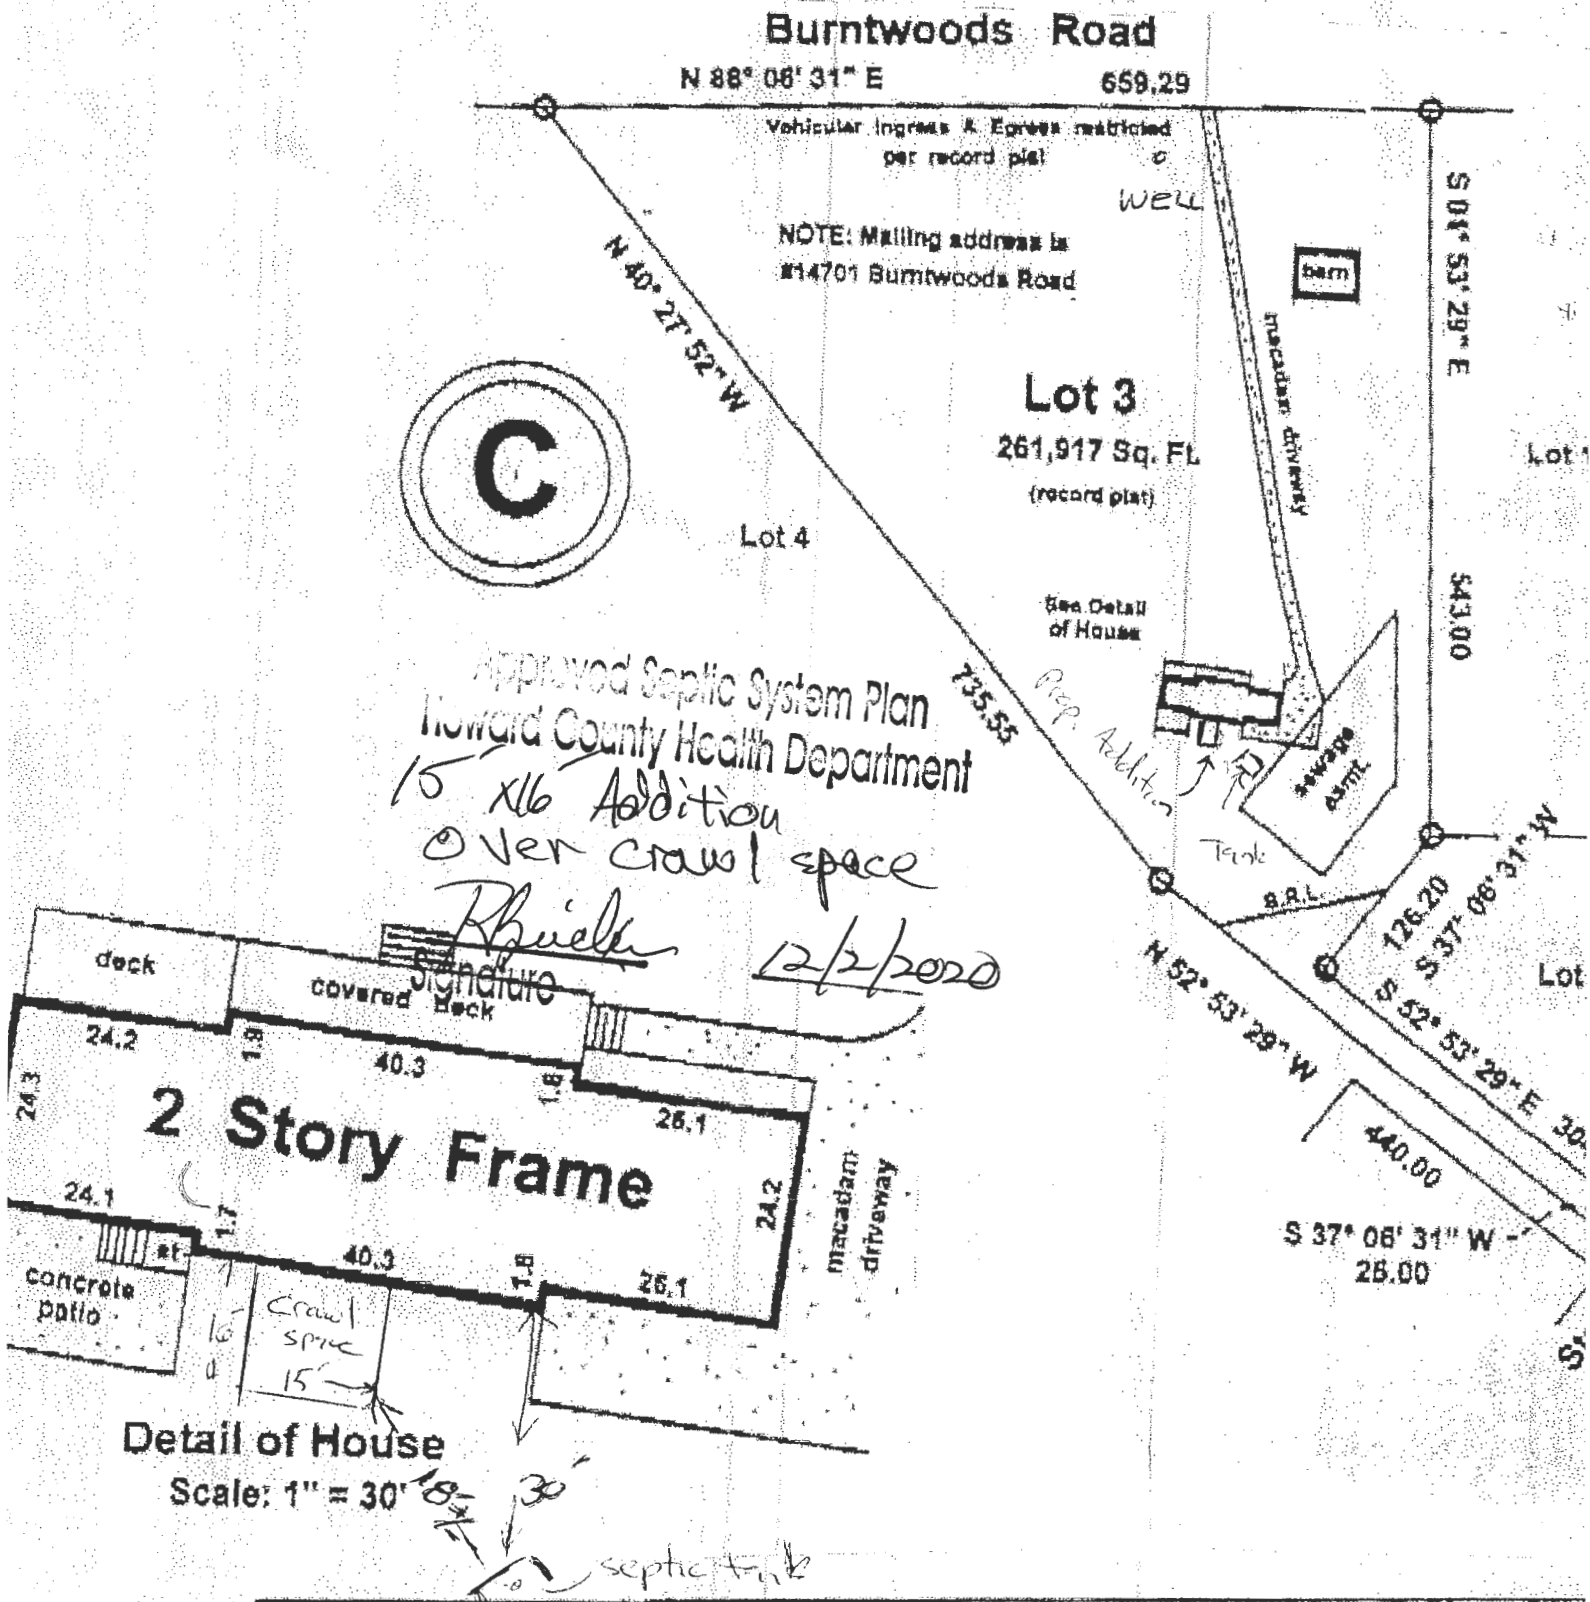 Burntwoods Road
N 88° 06' 31" E 659.29
Vehicular Ingress & Egress restricted
per record plat
Well
NOTE: Mailing address is
#14701 Burntwoods Road
barn
S 01° 53' 29" E
543.00
N 40° 27' 52" W
735.55
macadam driveway
Lot 3
261,917 Sq. Ft.
(record plat)
C
Lot 4
Lot
See Detail
of House
Prop. Addition
sewage
esmt.
Tank
B.R.L.
126.20
S 37° 06' 31" W
Lot
N 52° 53' 29" W
S 52° 53' 29" E
440.00
S 37° 06' 31" W
25.00
Approved Septic System Plan
Howard County Health Department
15' x16' Addition
Over crawl space
Signature
12/2/2020
deck
covered deck
24.2
1.9
40.3
1.8
25.1
24.3
2 Story Frame
24.2
macadam
driveway
24.1
1.7
st
40.3
1.8
25.1
concrete
patio
16'
Crawl
space
15'
Detail of House
Scale: 1" = 30'
30'
septic tank